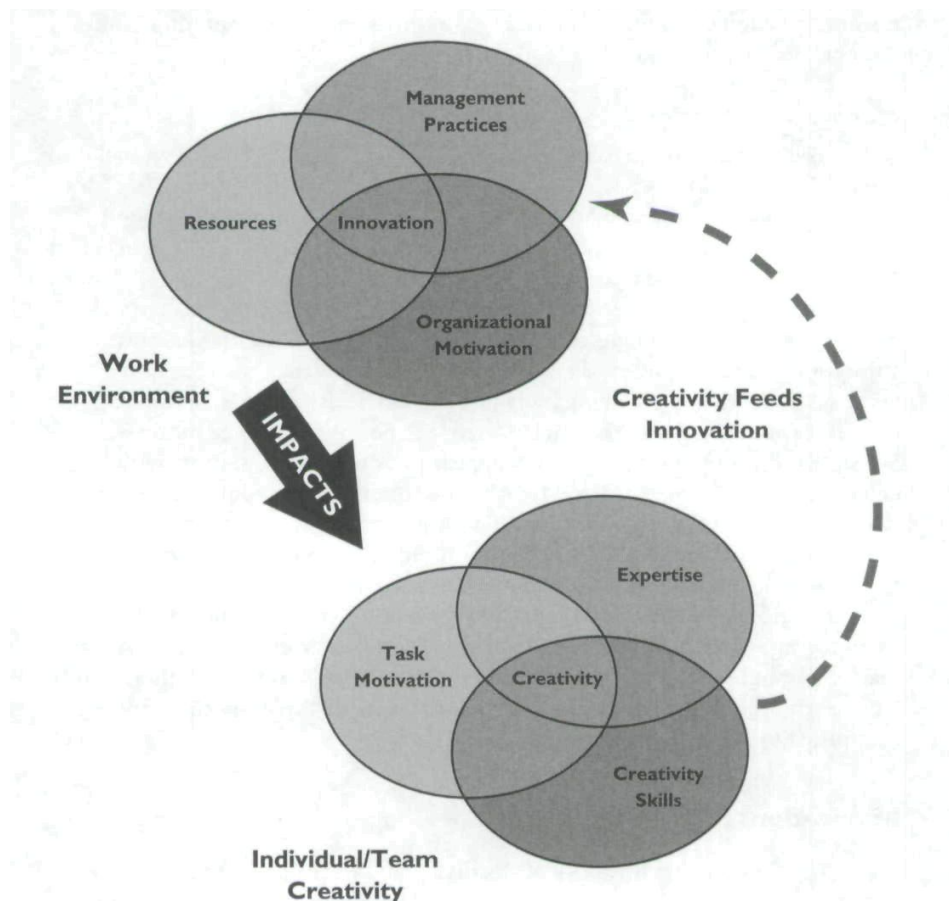 Management
Practices
Resources
Innovation
Organizational
Motivation
Work
Environment
IMPACTS
Creativity Feeds
Innovation
Expertise
Task
Motivation
Creativity
Creativity
Skills
Individual/Team
Creativity